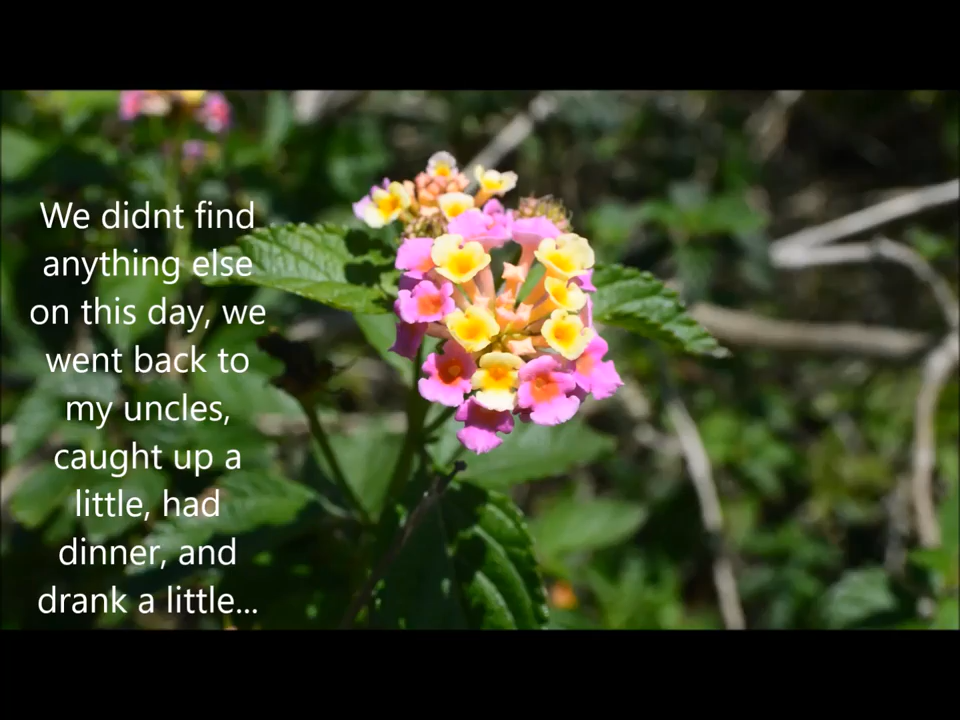 We didnt find
anything else
on this day, we
went back to
my uncles,
caught up a
little, had
dinner, and
drank a little...